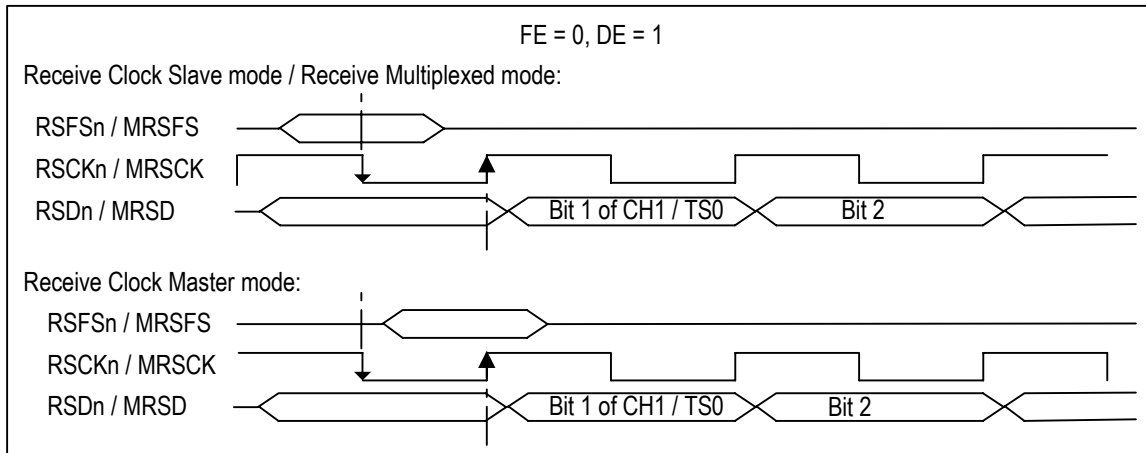 FE = 0, DE = 1
Receive Clock Slave mode / Receive Multiplexed mode:
RSFSn / MRSFS
RSCKn / MRSCK
RSDn / MRSD
Bit 1 of CH1 / TS0
Bit 2
Receive Clock Master mode:
RSFSn / MRSFS
RSCKn / MRSCK
RSDn / MRSD
Bit 1 of CH1 / TS0
Bit 2